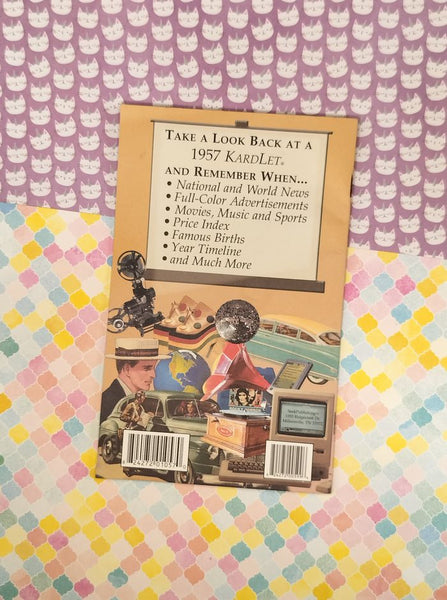 TAKE A LOOK BACK AT A
1957 KARDLET®
AND REMEMBER WHEN...
• National and World News
• Full-Color Advertisements
• Movies, Music and Sports
• Price Index
• Famous Births
• Year Timeline
• and Much More